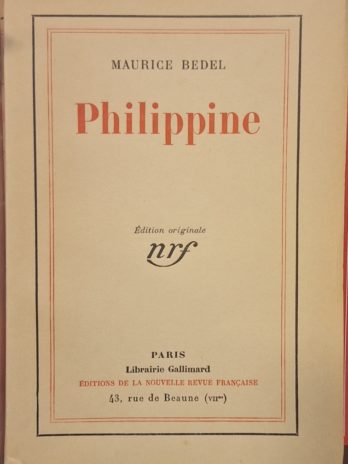 MAURICE BEDEL
Philippine
Édition originale
nrf
PARIS
Librairie Gallimard
ÉDITIONS DE LA NOUVELLE REVUE FRANÇAISE
43, rue de Beaune (VIIme)